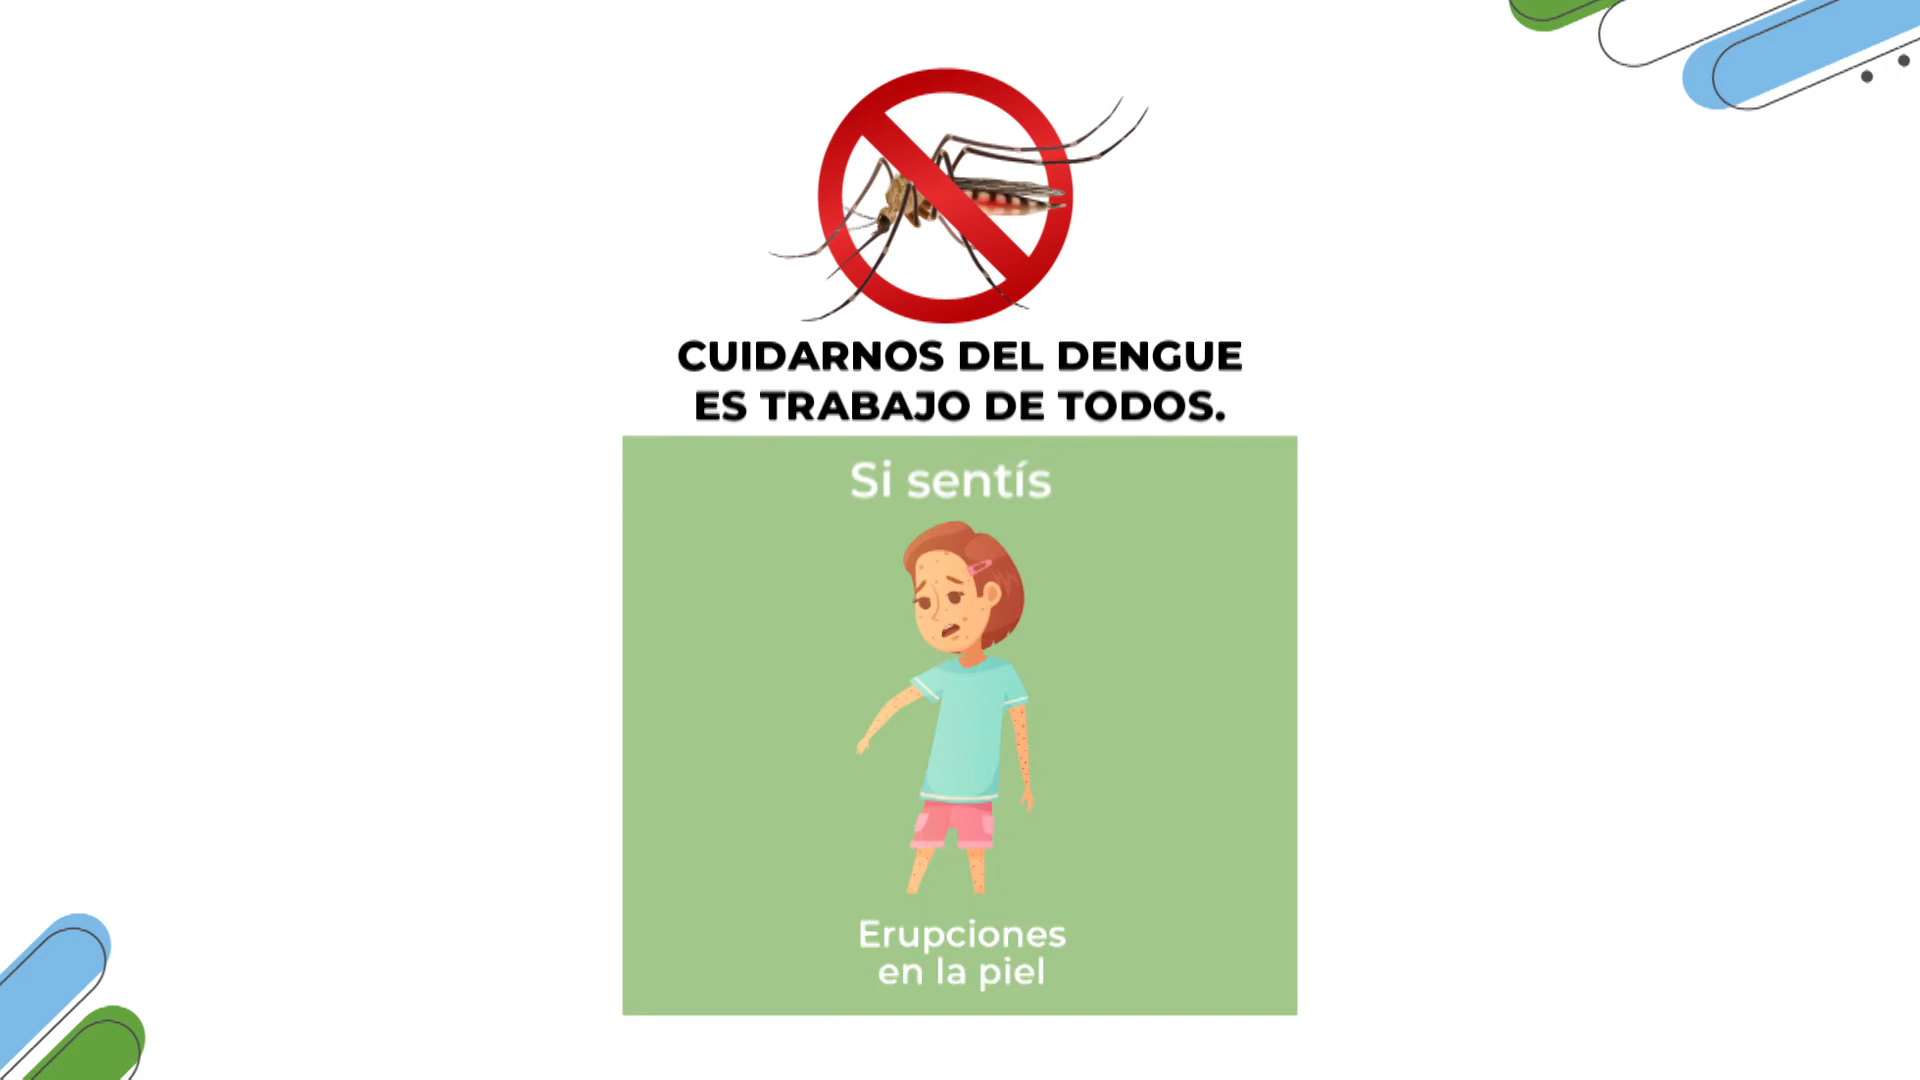 CUIDARNOS DEL DENGUE
ES TRABAJO DE TODOS.
Si sentís
Erupciones
en la piel